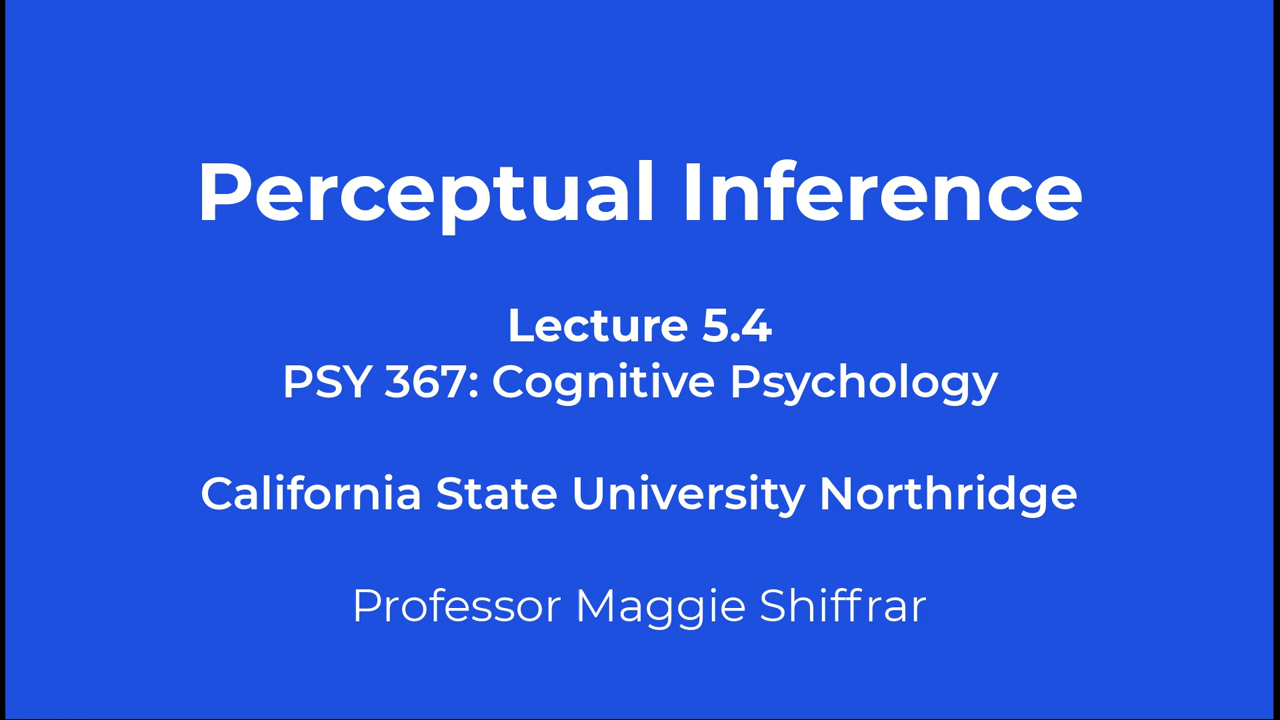 Perceptual Inference
Lecture 5.4
PSY 367: Cognitive Psychology
California State University Northridge
Professor Maggie Shiffrar